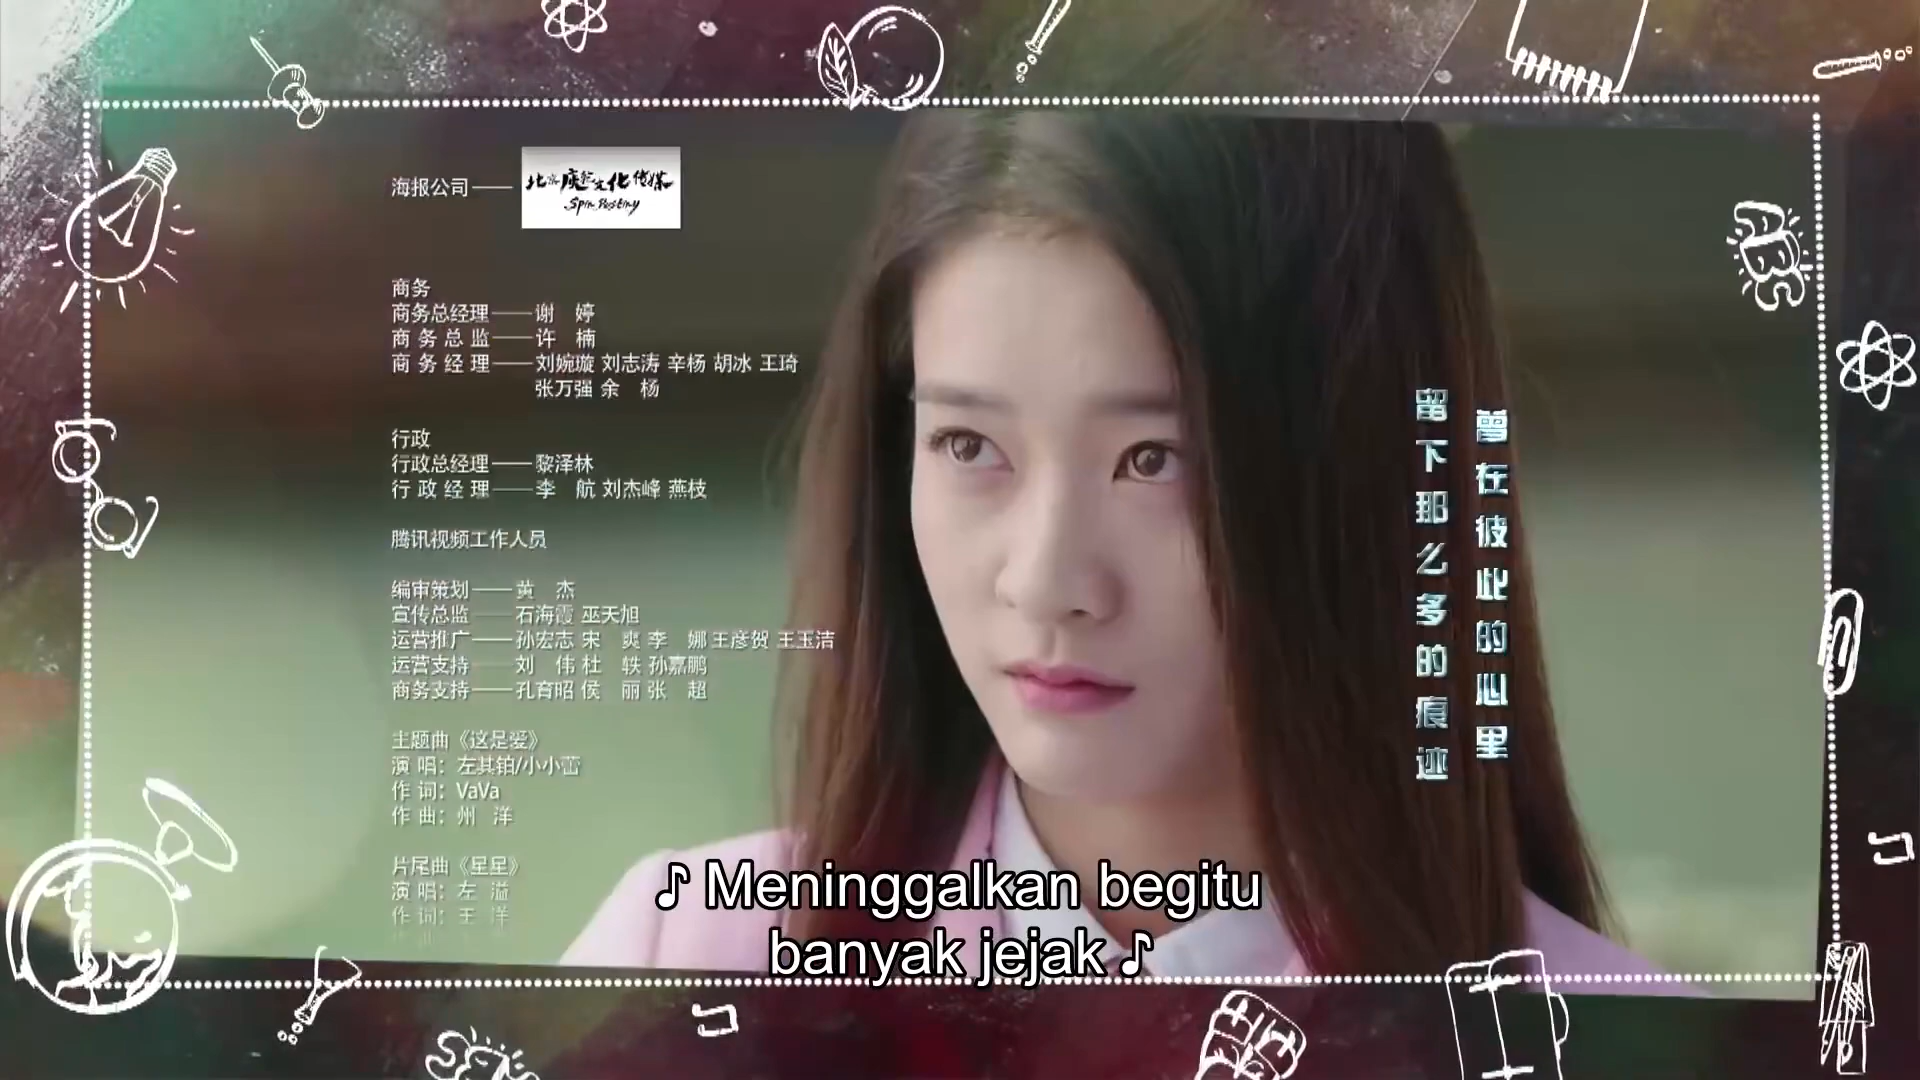 海报公司——
Spin Destiny
商务
商务总经理——谢 婷
商务总监——许 楠
商务经理——刘婉璇 刘志涛 辛杨 胡冰 王琦
张万强 余 杨
行政
行政总经理——黎泽林
行政经理——李 航 刘杰峰 燕枝
腾讯视频工作人员
编审策划——黄 杰
宣传总监——石海霞 巫天旭
运营推广——孙宏志 宋 爽 李 娜 王彦贺 王玉洁
运营支持——刘 伟 杜 轶 孙嘉鹏
商务支持——孔育昭 侯 丽 张 超
主题曲《这是爱》
演 唱：左其铂/小小蕾
作 词：VaVa
作 曲：州 洋
片尾曲《星星》
演 唱：左 溢
作 词：王 洋
曾在彼此的心里
留下那么多的痕迹
♪ Meninggalkan begitu
banyak jejak ♪